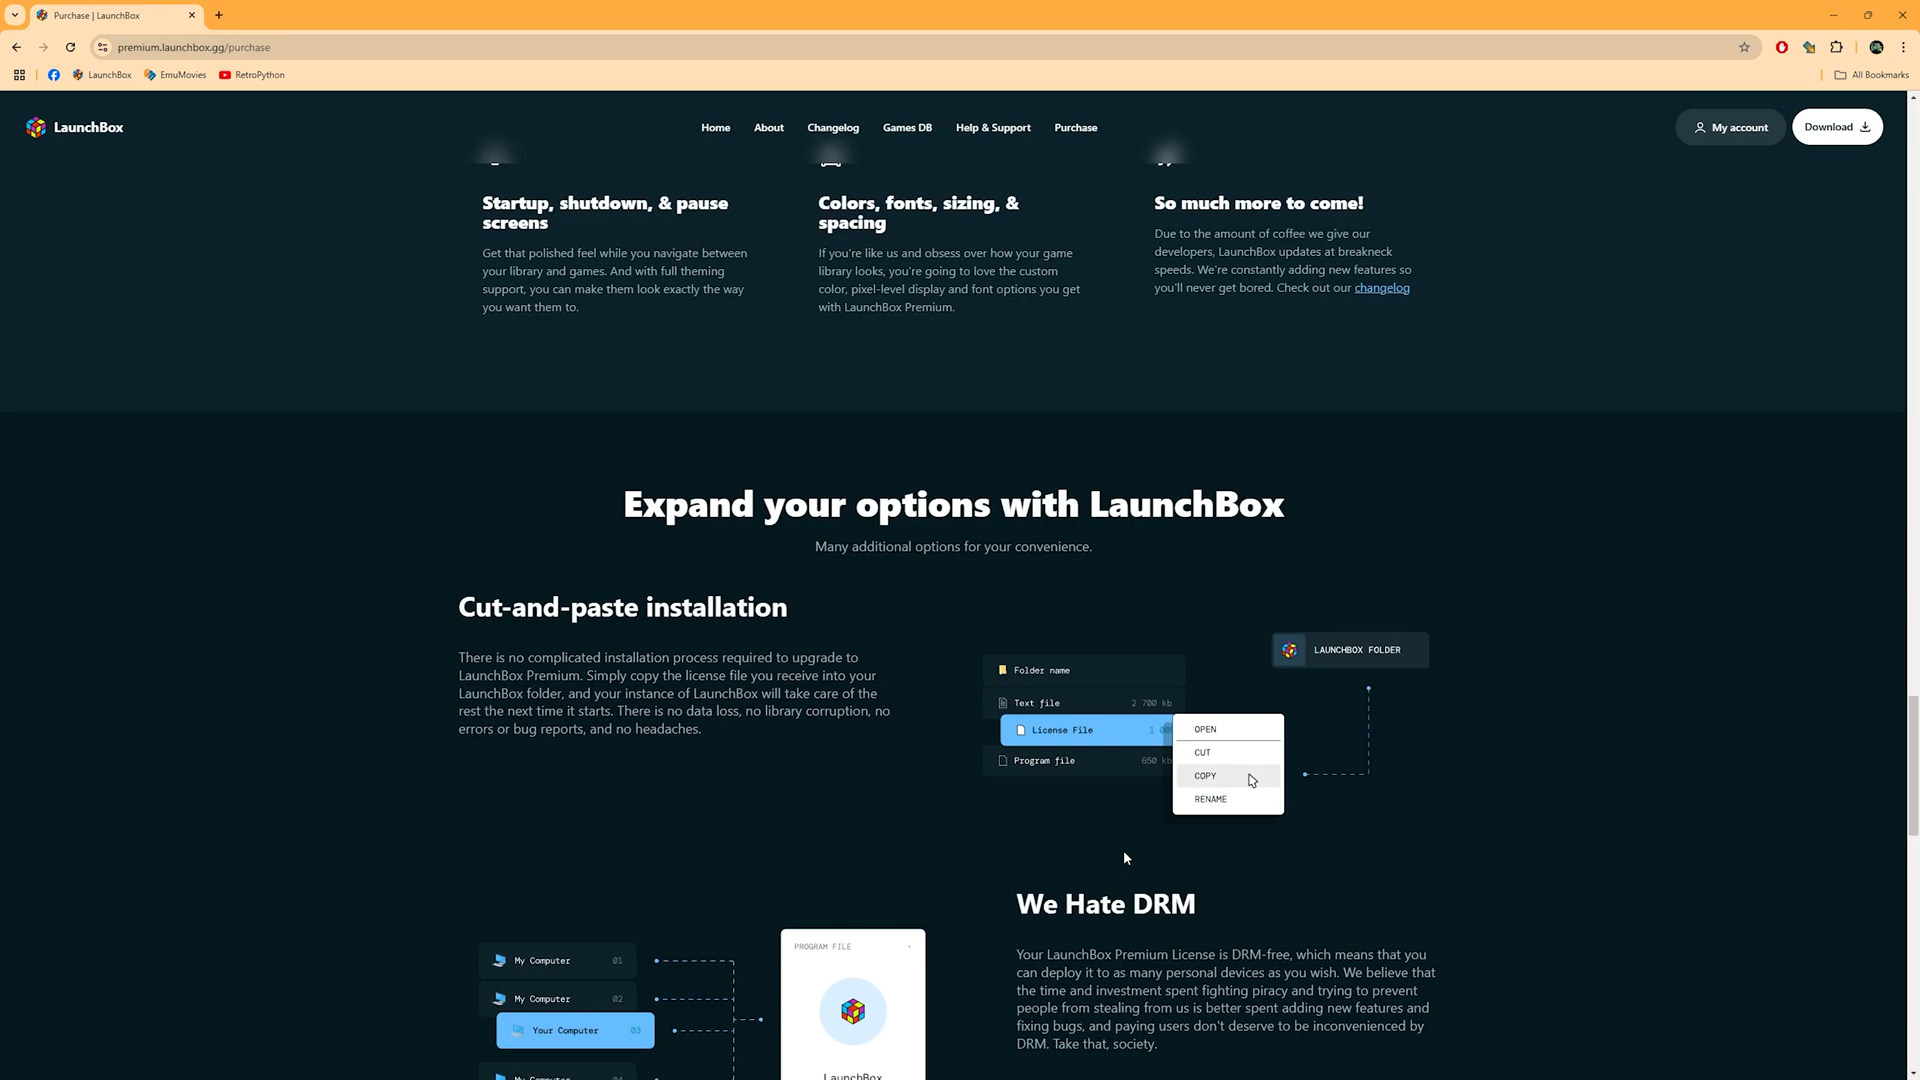 Purchase | LaunchBox
premium.launchbox.gg/purchase
LaunchBox
EmuMovies
RetroPython
All Bookmarks
LaunchBox
Home
About
Changelog
Games DB
Help & Support
Purchase
My account
Download
Startup, shutdown, & pause
screens
Get that polished feel while you navigate between
your library and games. And with full theming
support, you can make them look exactly the way
you want them to.
Colors, fonts, sizing, &
spacing
If you're like us and obsess over how your game
library looks, you're going to love the custom
color, pixel-level display and font options you get
with LaunchBox Premium.
So much more to come!
Due to the amount of coffee we give our
developers, LaunchBox updates at breakneck
speeds. We're constantly adding new features so
you'll never get bored. Check out our changelog
Expand your options with LaunchBox
Many additional options for your convenience.
Cut-and-paste installation
There is no complicated installation process required to upgrade to
LaunchBox Premium. Simply copy the license file you receive into your
LaunchBox folder, and your instance of LaunchBox will take care of the
rest the next time it starts. There is no data loss, no library corruption, no
errors or bug reports, and no headaches.
LAUNCHBOX FOLDER
Folder name
Text file 2 700 kb
License File
Program file 650 kb
OPEN
CUT
COPY
RENAME
We Hate DRM
Your LaunchBox Premium License is DRM-free, which means that you
can deploy it to as many personal devices as you wish. We believe that
the time and investment spent fighting piracy and trying to prevent
people from stealing from us is better spent adding new features and
fixing bugs, and paying users don't deserve to be inconvenienced by
DRM. Take that, society.
My Computer 01
My Computer 02
Your Computer 03
My Computer
PROGRAM FILE
LaunchBox